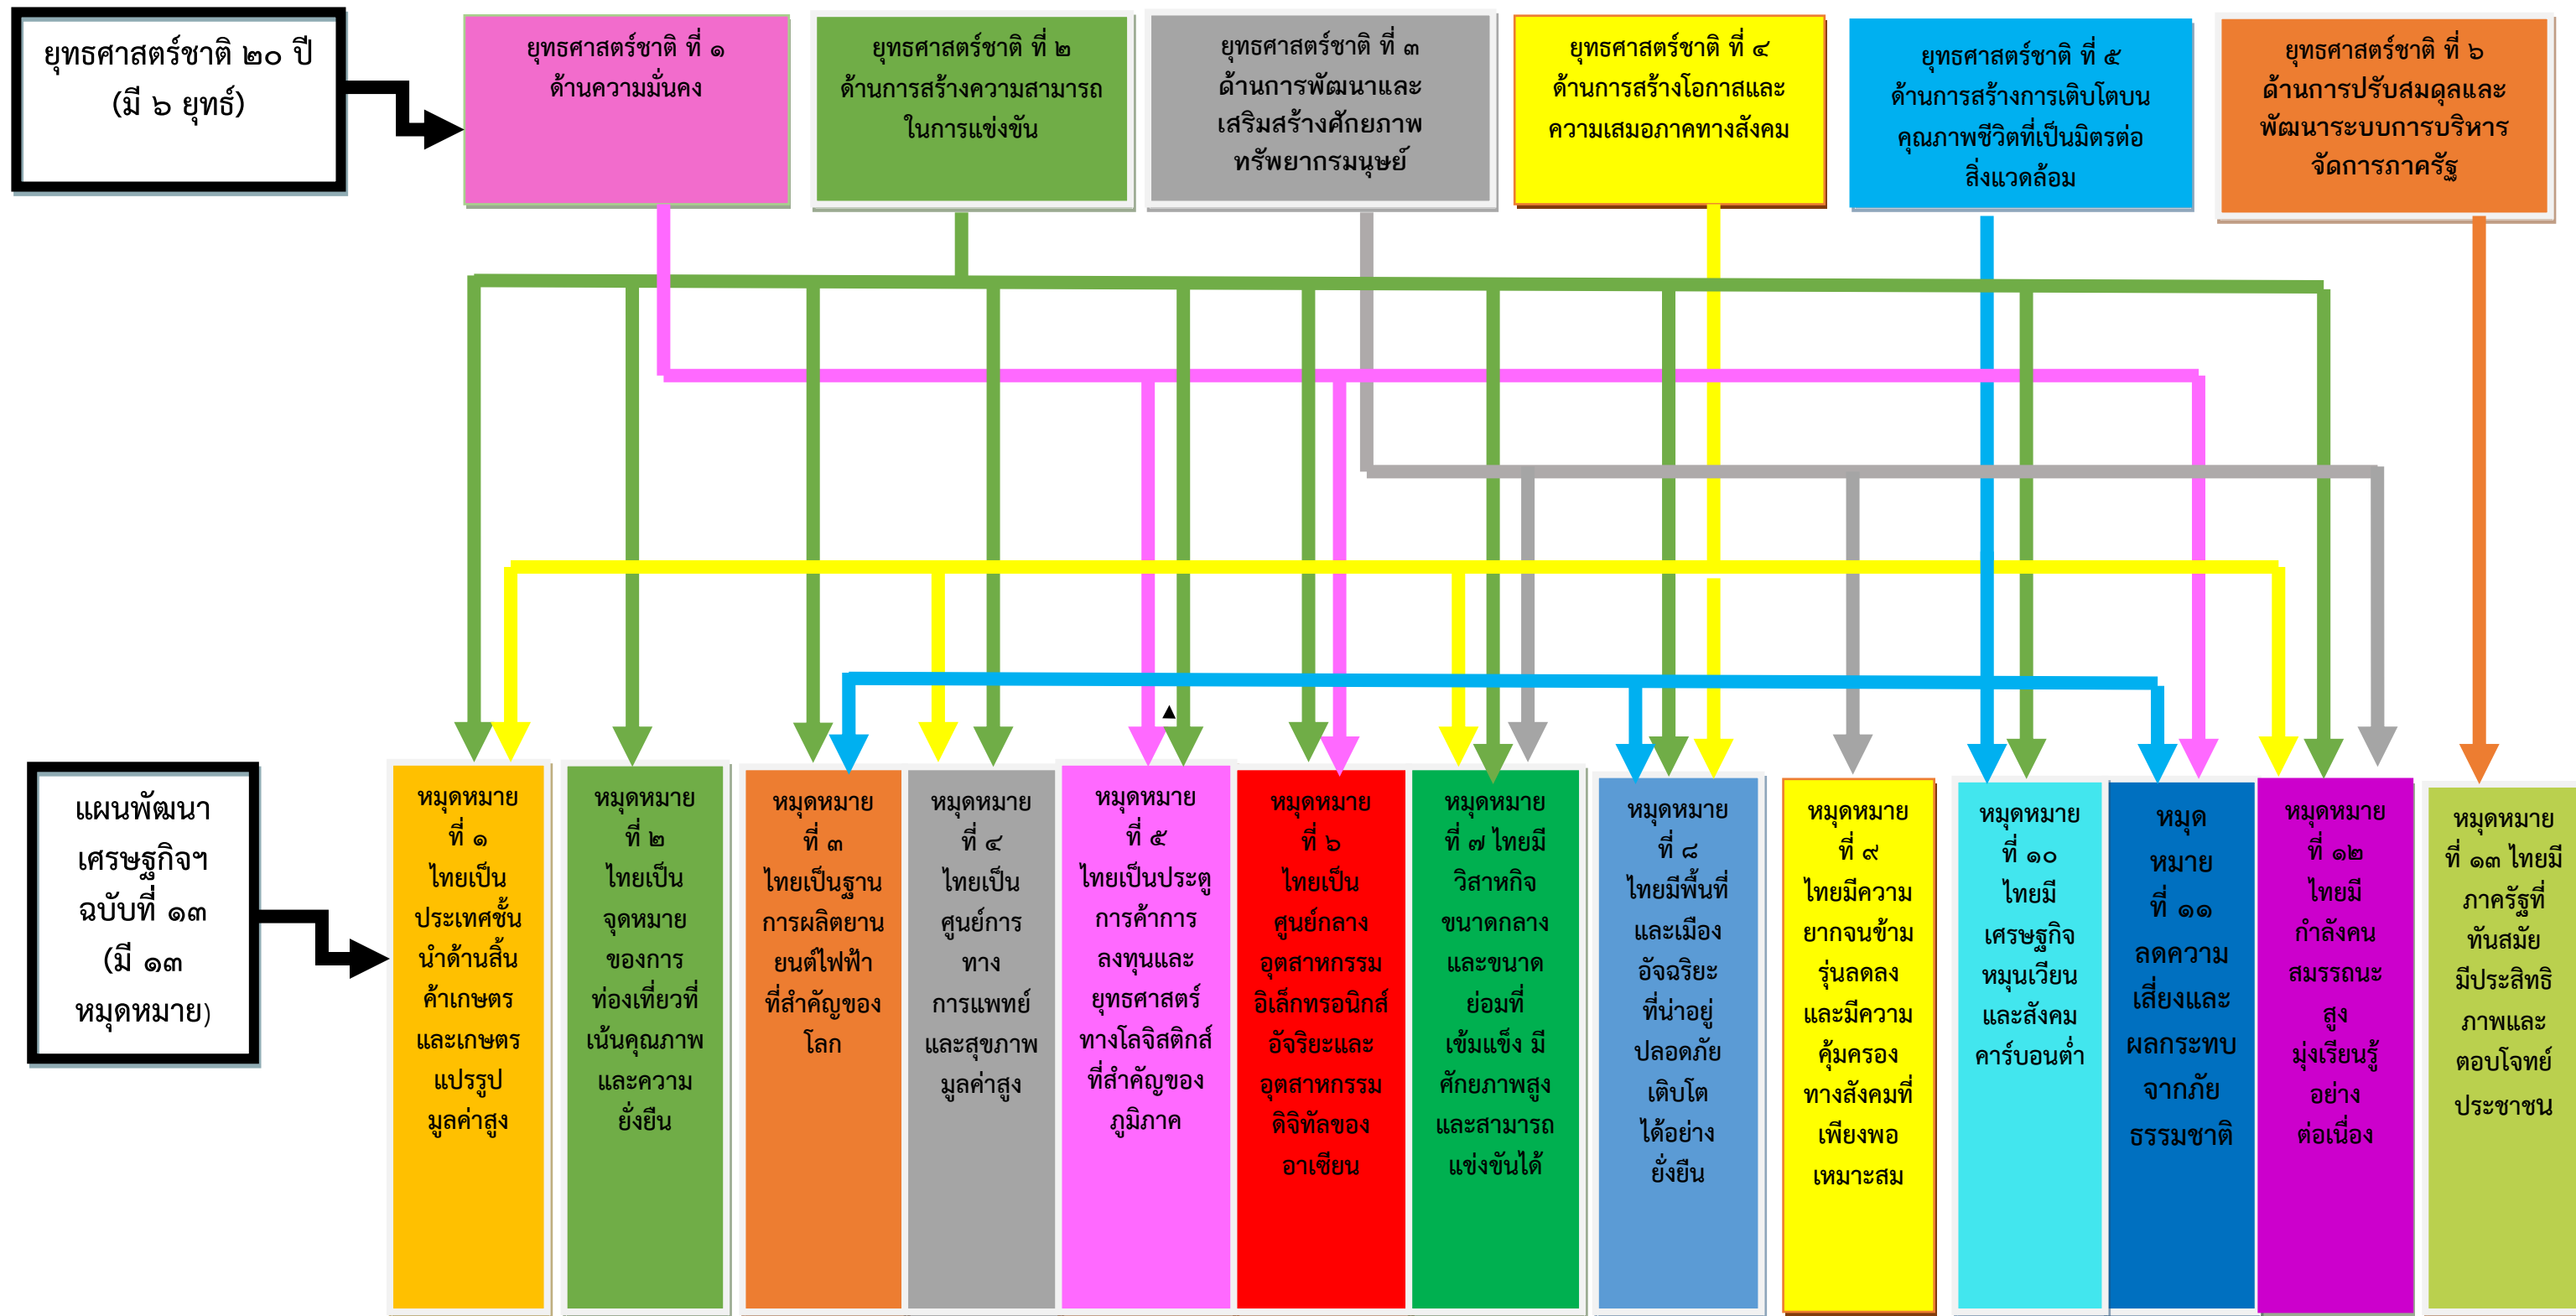 ยุทธศาสตร์ชาติ ๒๐ ปี
(มี ๖ ยุทธ์)
ยุทธศาสตร์ชาติ ที่ ๑
ด้านความมั่นคง
ยุทธศาสตร์ชาติ ที่ ๒
ด้านการสร้างความสามารถ
ในการแข่งขัน
ยุทธศาสตร์ชาติ ที่ ๓
ด้านการพัฒนาและ
เสริมสร้างศักยภาพ
ทรัพยากรมนุษย์
ยุทธศาสตร์ชาติ ที่ ๔
ด้านการสร้างโอกาสและ
ความเสมอภาคทางสังคม
ยุทธศาสตร์ชาติ ที่ ๕
ด้านการสร้างการเติบโตบน
คุณภาพชีวิตที่เป็นมิตรต่อ
สิ่งแวดล้อม
ยุทธศาสตร์ชาติ ที่ ๖
ด้านการปรับสมดุลและ
พัฒนาระบบการบริหาร
จัดการภาครัฐ
แผนพัฒนา
เศรษฐกิจฯ
ฉบับที่ ๑๓
(มี ๑๓
หมุดหมาย)
หมุดหมาย
ที่ ๑
ไทยเป็น
ประเทศชั้น
นำด้านสิ้น
ค้าเกษตร
และเกษตร
แปรรูป
มูลค่าสูง
หมุดหมาย
ที่ ๒
ไทยเป็น
จุดหมาย
ของการ
ท่องเที่ยวที่
เน้นคุณภาพ
และความ
ยั่งยืน
หมุดหมาย
ที่ ๓
ไทยเป็นฐาน
การผลิตยาน
ยนต์ไฟฟ้า
ที่สำคัญของ
โลก
หมุดหมาย
ที่ ๔
ไทยเป็น
ศูนย์การ
ทาง
การแพทย์
และสุขภาพ
มูลค่าสูง
หมุดหมาย
ที่ ๕
ไทยเป็นประตู
การค้าการ
ลงทุนและ
ยุทธศาสตร์
ทางโลจิสติกส์
ที่สำคัญของ
ภูมิภาค
หมุดหมาย
ที่ ๖
ไทยเป็น
ศูนย์กลาง
อุตสาหกรรม
อิเล็กทรอนิกส์
อัจริยะและ
อุตสาหกรรม
ดิจิทัลของ
อาเซียน
หมุดหมาย
ที่ ๗ ไทยมี
วิสาหกิจ
ขนาดกลาง
และขนาด
ย่อมที่
เข้มแข็ง มี
ศักยภาพสูง
และสามารถ
แข่งขันได้
หมุดหมาย
ที่ ๘
ไทยมีพื้นที่
และเมือง
อัจฉริยะ
ที่น่าอยู่
ปลอดภัย
เติบโต
ได้อย่าง
ยั่งยืน
หมุดหมาย
ที่ ๙
ไทยมีความ
ยากจนข้าม
รุ่นลดลง
และมีความ
คุ้มครอง
ทางสังคมที่
เพียงพอ
เหมาะสม
หมุดหมาย
ที่ ๑๐
ไทยมี
เศรษฐกิจ
หมุนเวียน
และสังคม
คาร์บอนต่ำ
หมุด
หมาย
ที่ ๑๑
ลดความ
เสี่ยงและ
ผลกระทบ
จากภัย
ธรรมชาติ
หมุดหมาย
ที่ ๑๒
ไทยมี
กำลังคน
สมรรถนะ
สูง
มุ่งเรียนรู้
อย่าง
ต่อเนื่อง
หมุดหมาย
ที่ ๑๓ ไทยมี
ภาครัฐที่
ทันสมัย
มีประสิทธิ
ภาพและ
ตอบโจทย์
ประชาชน